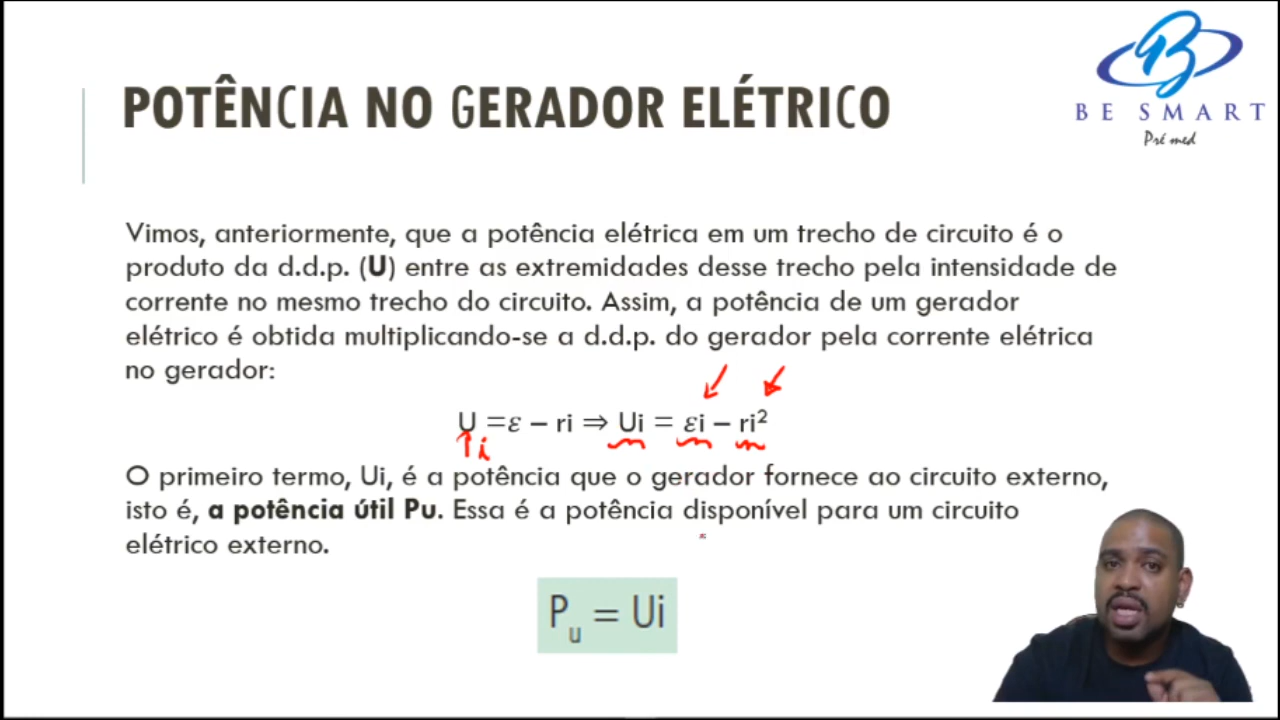 BE SMART
Pré med
POTÊNCIA NO GERADOR ELÉTRICO
Vimos, anteriormente, que a potência elétrica em um trecho de circuito é o
produto da d.d.p. (U) entre as extremidades desse trecho pela intensidade de
corrente no mesmo trecho do circuito. Assim, a potência de um gerador
elétrico é obtida multiplicando-se a d.d.p. do gerador pela corrente elétrica
no gerador:
U =ε – ri ⇒ Ui = εi – ri²
i
O primeiro termo, Ui, é a potência que o gerador fornece ao circuito externo,
isto é, a potência útil Pu. Essa é a potência disponível para um circuito
elétrico externo.
Pu = Ui